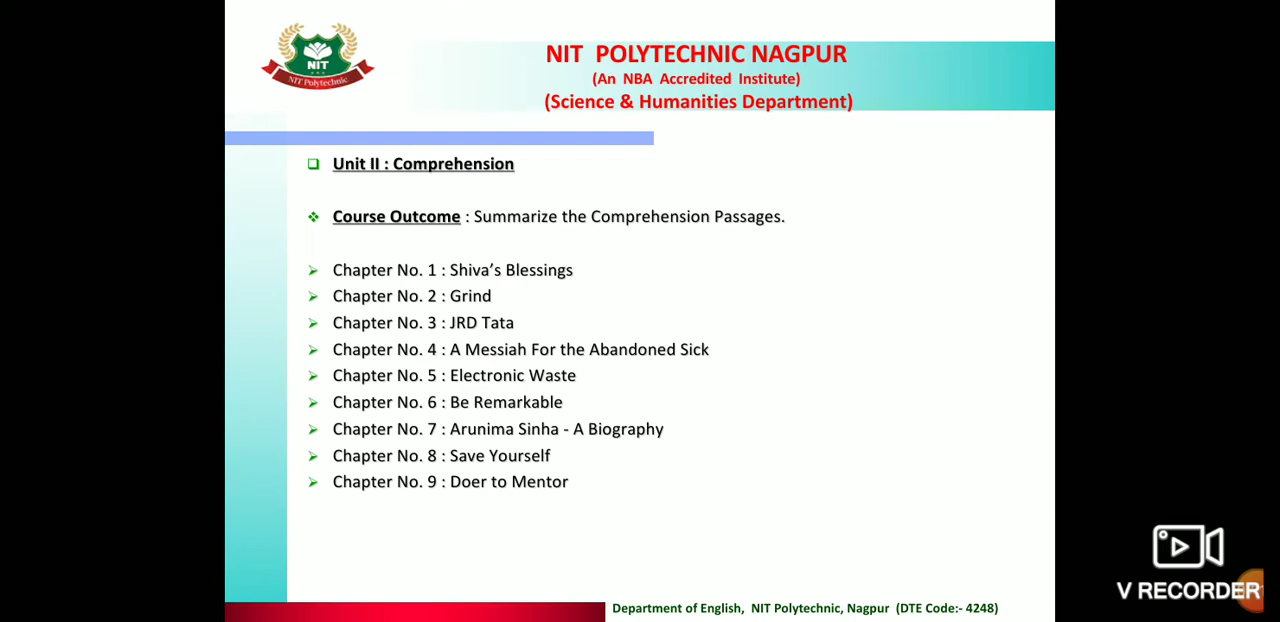 NIT
NIT Polytechnic
NIT POLYTECHNIC NAGPUR
(An NBA Accredited Institute)
(Science & Humanities Department)
Unit II : Comprehension
Course Outcome : Summarize the Comprehension Passages.
Chapter No. 1 : Shiva’s Blessings
Chapter No. 2 : Grind
Chapter No. 3 : JRD Tata
Chapter No. 4 : A Messiah For the Abandoned Sick
Chapter No. 5 : Electronic Waste
Chapter No. 6 : Be Remarkable
Chapter No. 7 : Arunima Sinha - A Biography
Chapter No. 8 : Save Yourself
Chapter No. 9 : Doer to Mentor
V RECORDER
Department of English, NIT Polytechnic, Nagpur (DTE Code:- 4248)